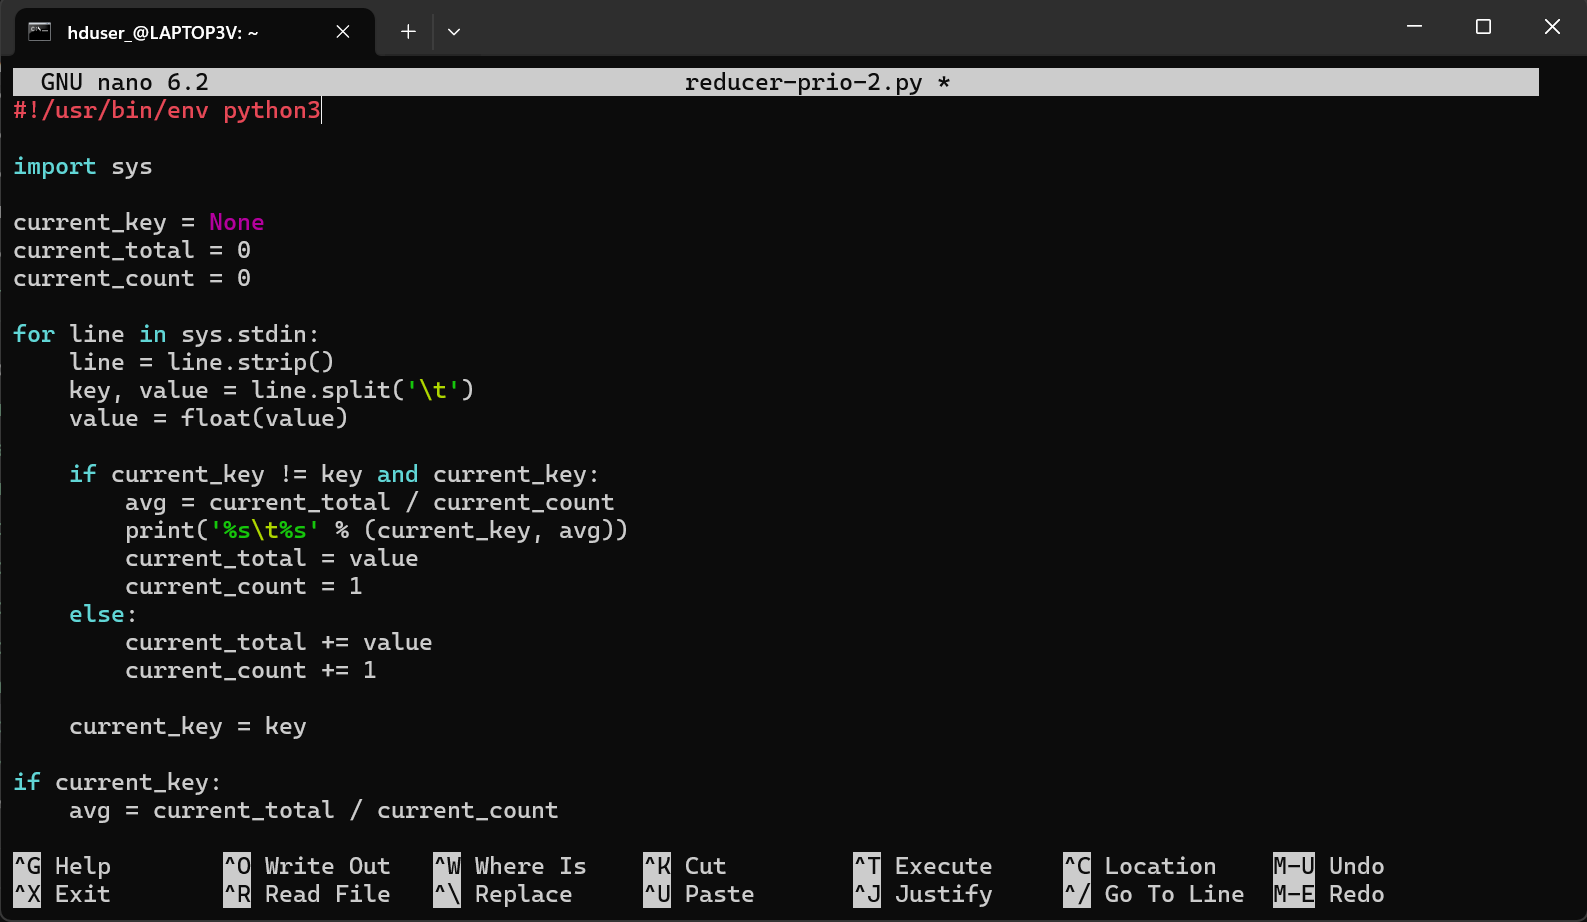 hduser_@LAPTOP3V: ~
GNU nano 6.2 reducer-prio-2.py *
#!/usr/bin/env python3

import sys

current_key = None
current_total = 0
current_count = 0

for line in sys.stdin:
    line = line.strip()
    key, value = line.split('\t')
    value = float(value)

    if current_key != key and current_key:
        avg = current_total / current_count
        print('%s\t%s' % (current_key, avg))
        current_total = value
        current_count = 1
    else:
        current_total += value
        current_count += 1

    current_key = key

if current_key:
    avg = current_total / current_count

^G Help ^O Write Out ^W Where Is ^K Cut ^T Execute ^C Location M-U Undo
^X Exit ^R Read File ^\ Replace ^U Paste ^J Justify ^/ Go To Line M-E Redo